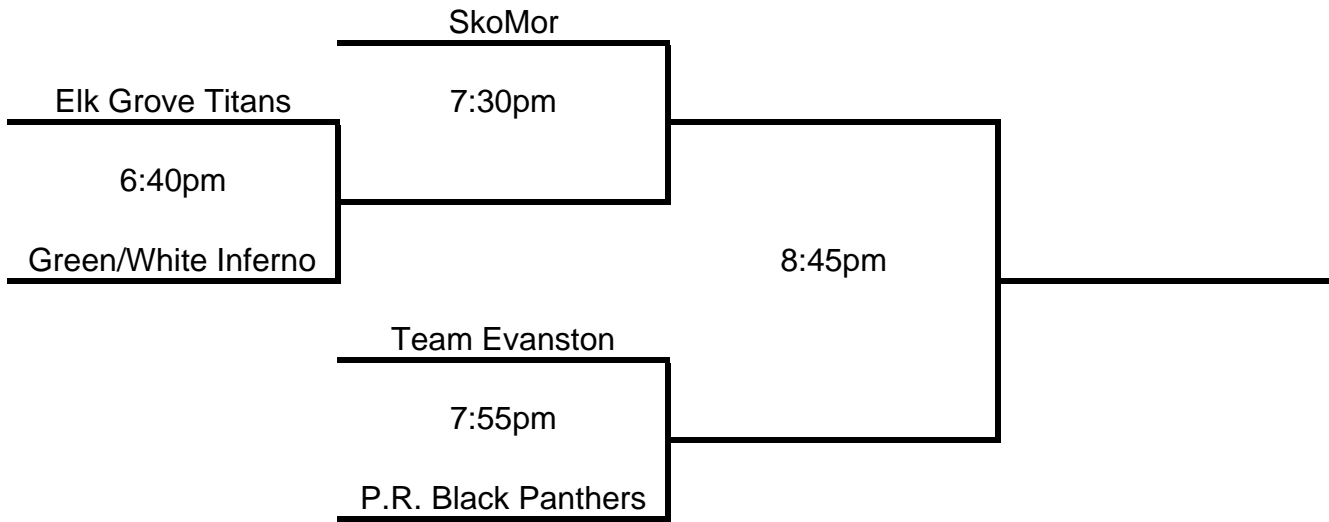 SkoMor
Elk Grove Titans
7:30pm
6:40pm
Green/White Inferno
8:45pm
Team Evanston
7:55pm
P.R. Black Panthers